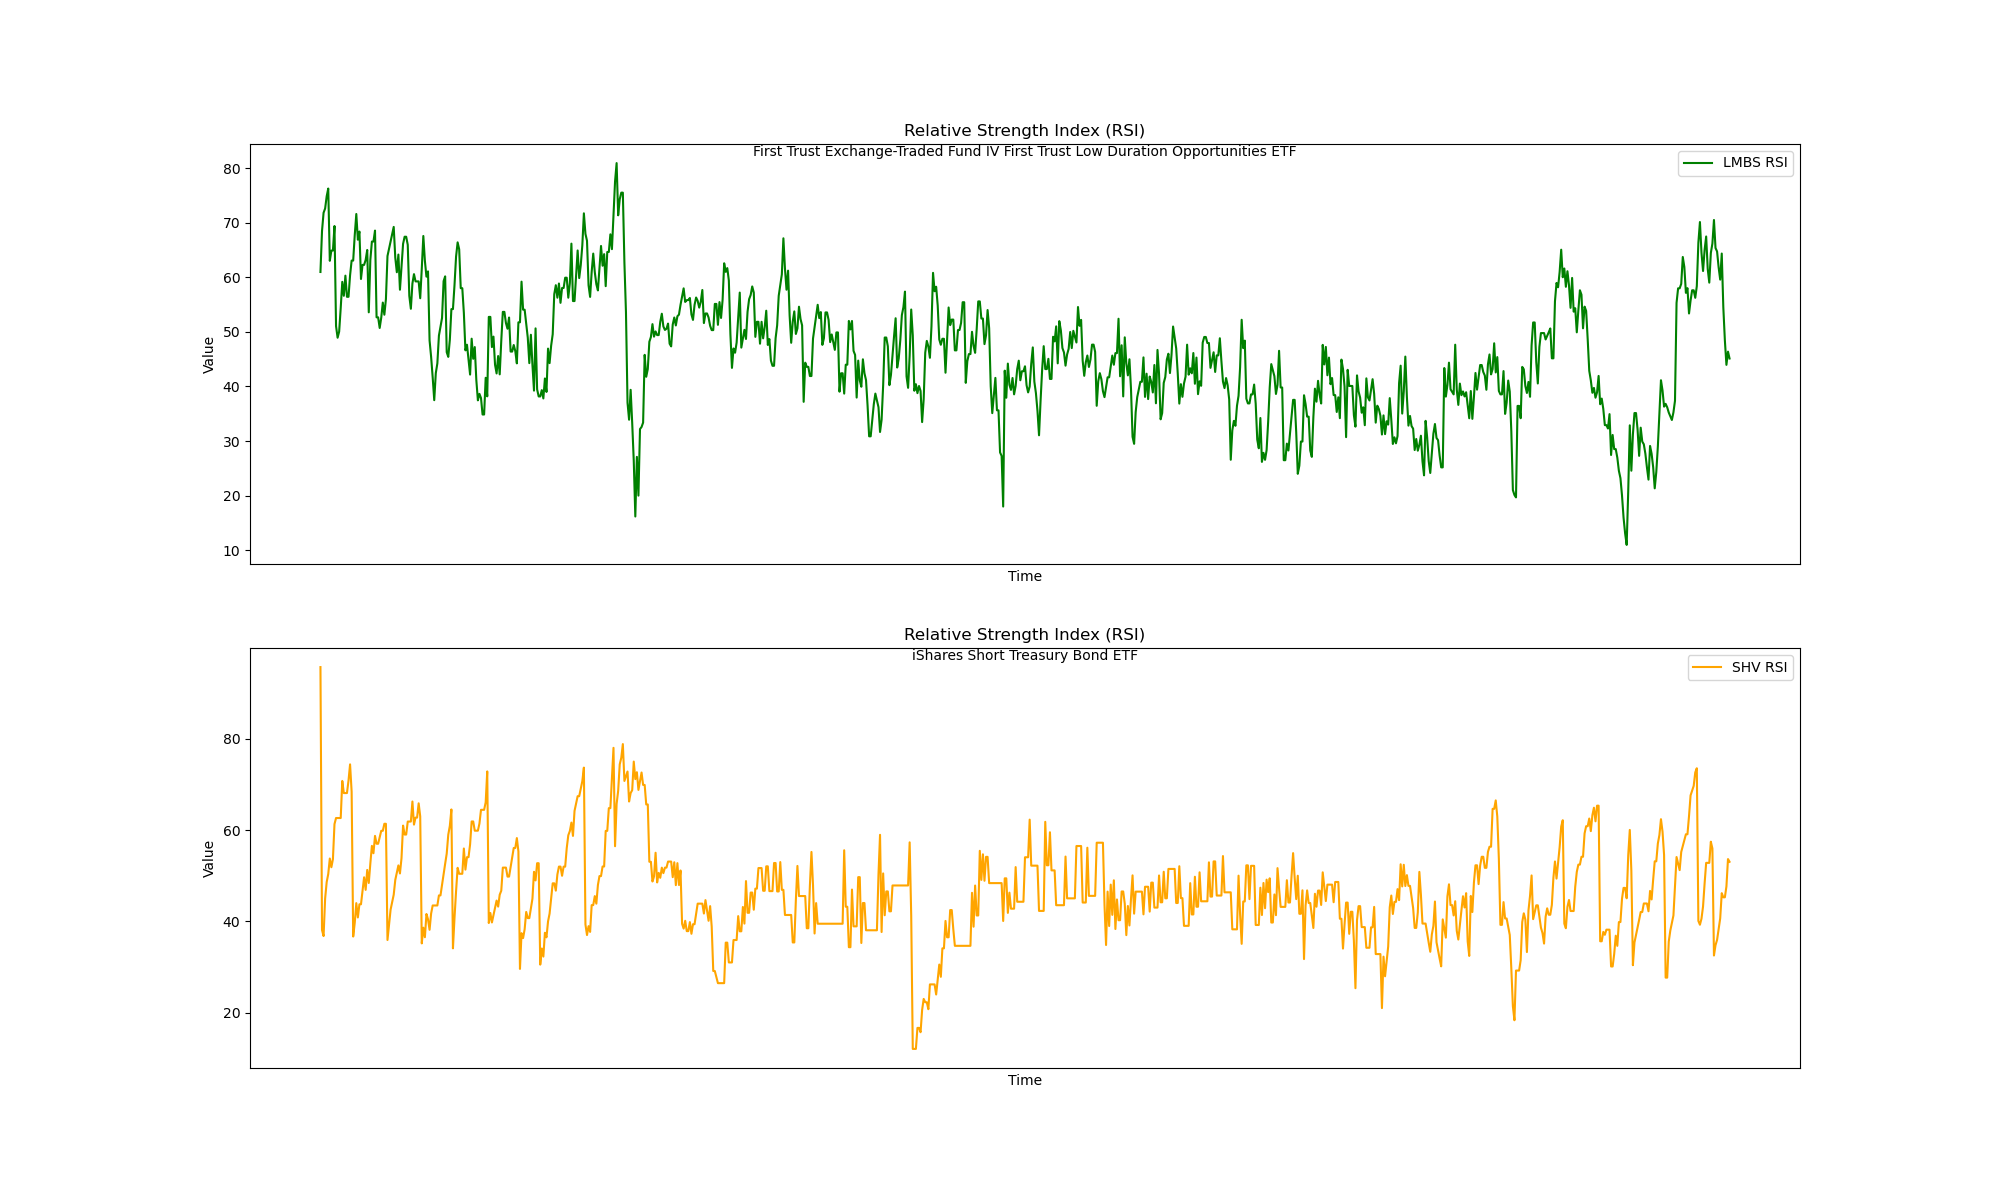 Relative Strength Index (RSI)
First Trust Exchange-Traded Fund IV First Trust Low Duration Opportunities ETF
LMBS RSI
80
70
60
50
40
30
20
10
Value
Time
Relative Strength Index (RSI)
iShares Short Treasury Bond ETF
SHV RSI
80
60
40
20
Value
Time